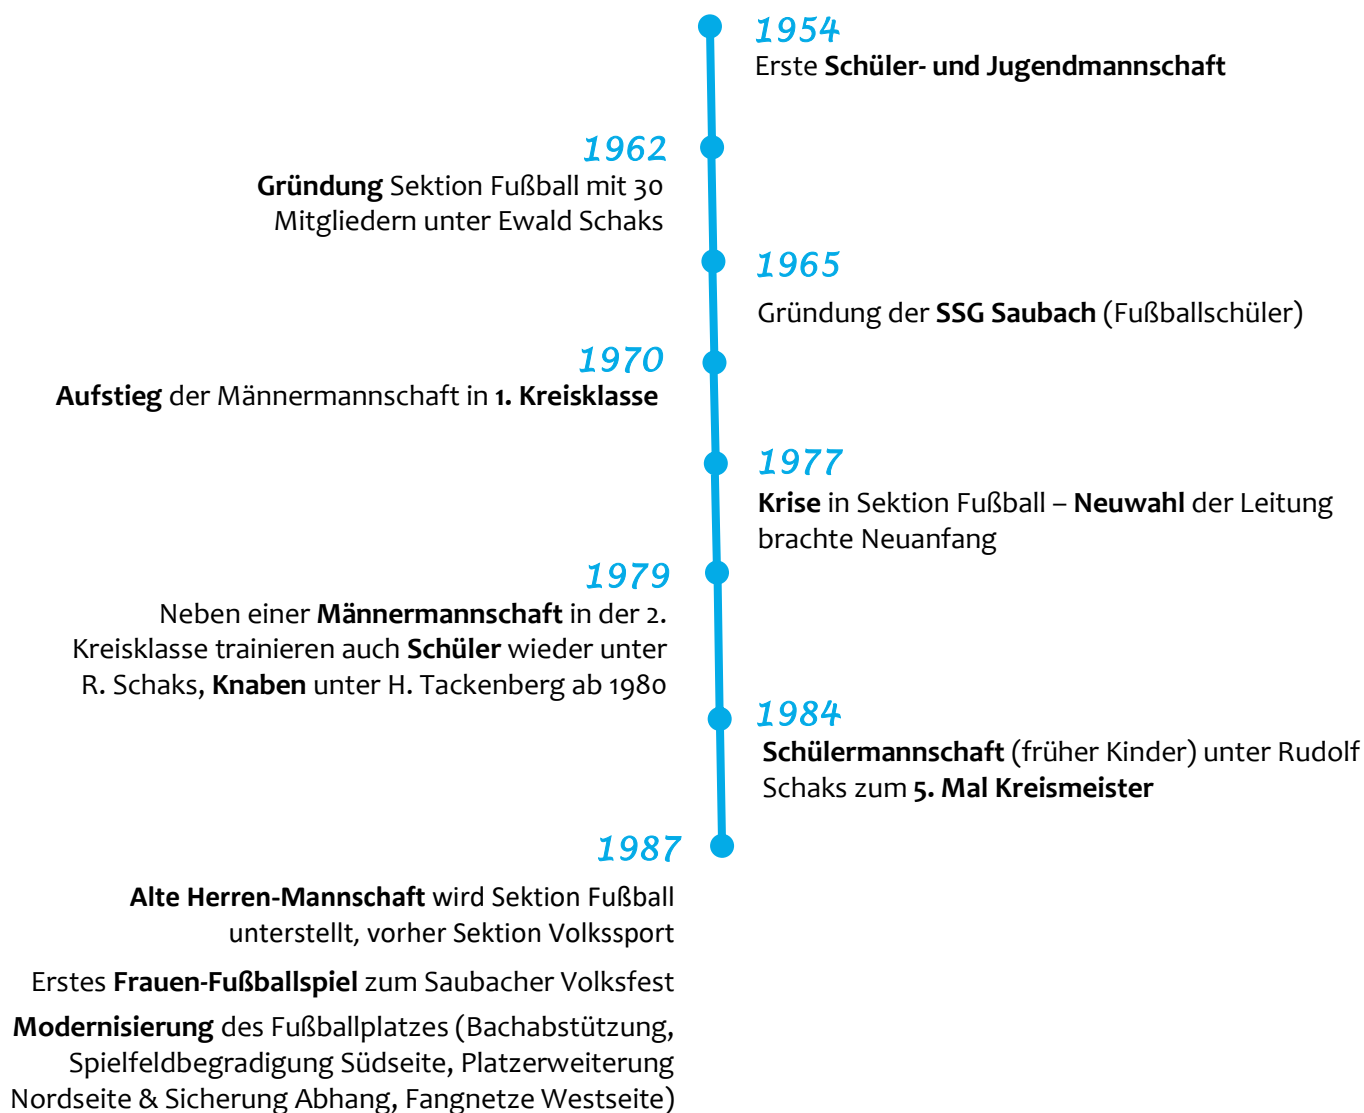 1954
Erste Schüler- und Jugendmannschaft
1962
Gründung Sektion Fußball mit 30
Mitgliedern unter Ewald Schaks
1965
Gründung der SSG Saubach (Fußballschüler)
1970
Aufstieg der Männermannschaft in 1. Kreisklasse
1977
Krise in Sektion Fußball – Neuwahl der Leitung
brachte Neuanfang
1979
Neben einer Männermannschaft in der 2.
Kreisklasse trainieren auch Schüler wieder unter
R. Schaks, Knaben unter H. Tackenberg ab 1980
1984
Schülermannschaft (früher Kinder) unter Rudolf
Schaks zum 5. Mal Kreismeister
1987
Alte Herren-Mannschaft wird Sektion Fußball
unterstellt, vorher Sektion Volkssport
Erstes Frauen-Fußballspiel zum Saubacher Volksfest
Modernisierung des Fußballplatzes (Bachabstützung,
Spielfeldbegradigung Südseite, Platzerweiterung
Nordseite & Sicherung Abhang, Fangnetze Westseite)